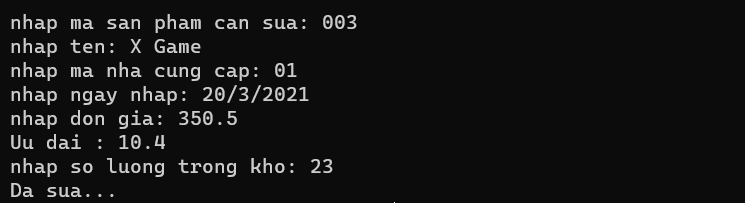 nhap ma san pham can sua: 003
nhap ten: X Game
nhap ma nha cung cap: 01
nhap ngay nhap: 20/3/2021
nhap don gia: 350.5
Uu dai : 10.4
nhap so luong trong kho: 23
Da sua...